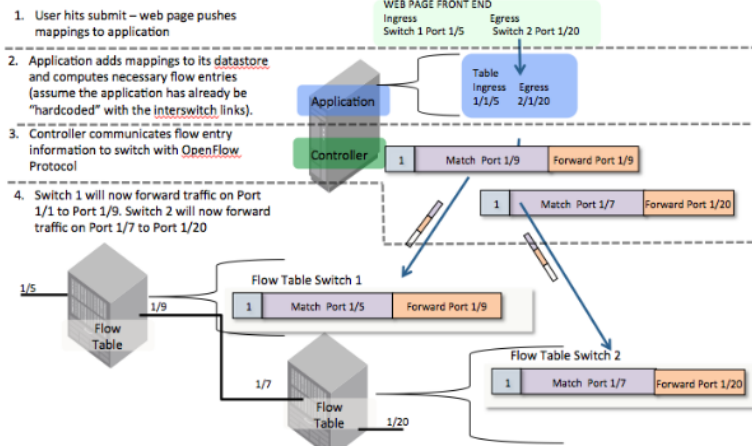 WEB PAGE FRONT END
Ingress Egress
Switch 1 Port 1/5 Switch 2 Port 1/20
1. User hits submit – web page pushes
mappings to application
2. Application adds mappings to its datastore
and computes necessary flow entries
(assume the application has already be
"hardcoded" with the interswitch links).
Application
Table
Ingress Egress
1/1/5 2/1/20
3. Controller communicates flow entry
information to switch with OpenFlow
Protocol
Controller
1 Match Port 1/9 Forward Port 1/9
1 Match Port 1/7 Forward Port 1/20
4. Switch 1 will now forward traffic on Port
1/1 to Port 1/9. Switch 2 will now forward
traffic on Port 1/7 to Port 1/20
1/5
Flow
Table
1/9
Flow Table Switch 1
1 Match Port 1/5 Forward Port 1/9
1/7
Flow
Table
1/20
Flow Table Switch 2
1 Match Port 1/7 Forward Port 1/20